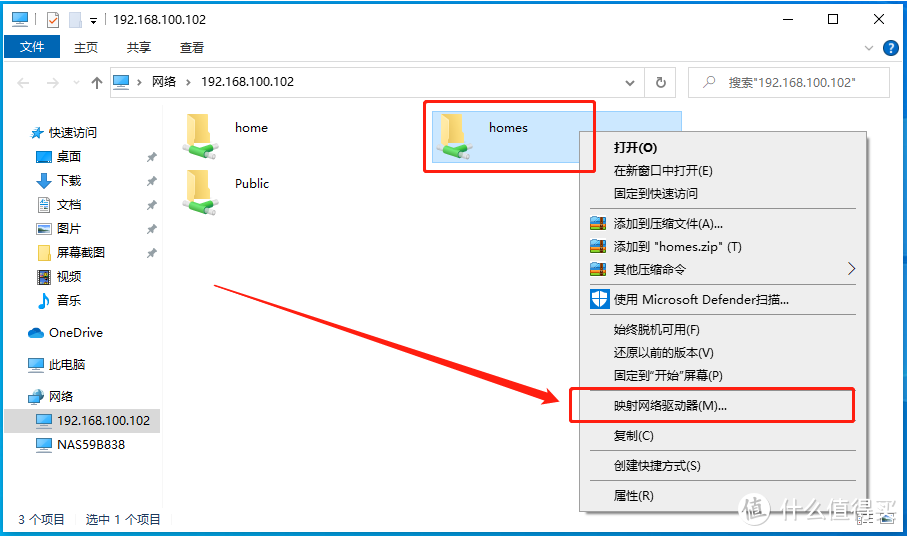 192.168.100.102
文件 主页 共享 查看
网络 192.168.100.102
搜索"192.168.100.102"
快速访问
桌面
下载
文档
图片
屏幕截图
视频
音乐
OneDrive
此电脑
网络
192.168.100.102
NAS59B838
home
homes
Public
打开(O)
在新窗口中打开(E)
固定到快速访问
添加到压缩文件(A)...
添加到 "homes.zip" (T)
其他压缩命令
使用 Microsoft Defender扫描...
始终脱机可用(F)
还原以前的版本(V)
固定到"开始"屏幕(P)
映射网络驱动器(M)...
复制(C)
创建快捷方式(S)
属性(R)
3 个项目 选中 1 个项目
值 什么值得买